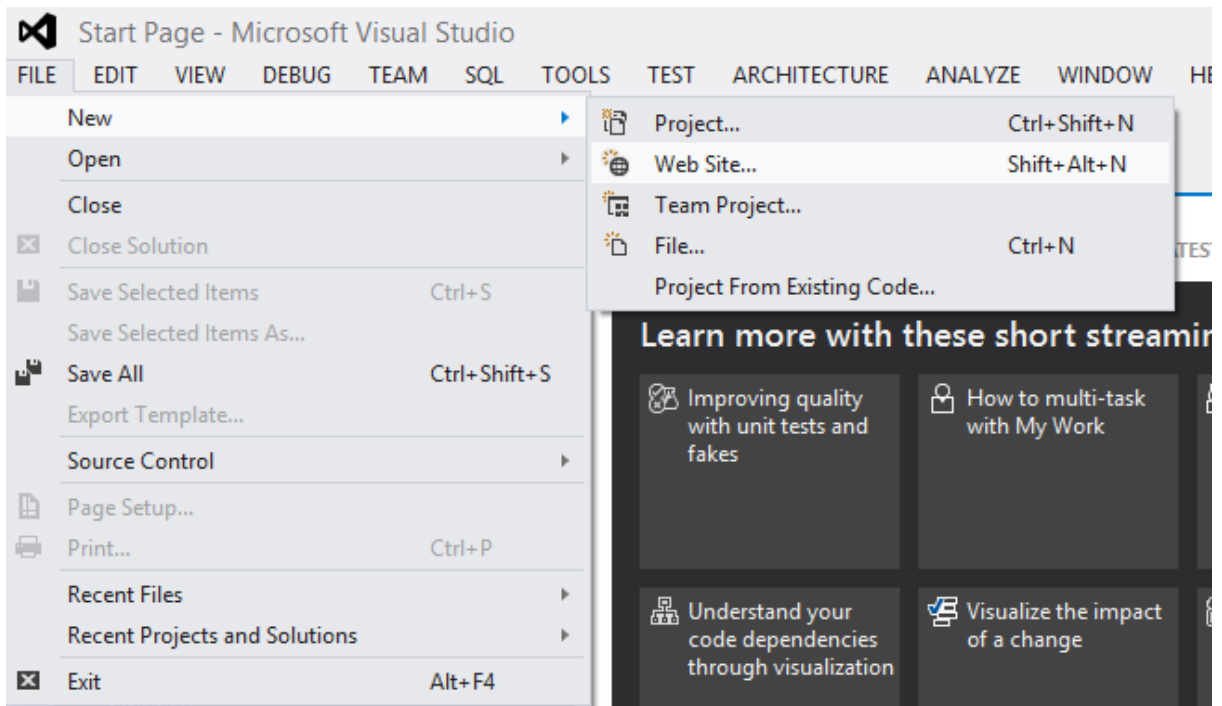 Start Page - Microsoft Visual Studio
FILE EDIT VIEW DEBUG TEAM SQL TOOLS TEST ARCHITECTURE ANALYZE WINDOW
New
Open
Close
Close Solution
Save Selected Items Ctrl+S
Save Selected Items As...
Save All Ctrl+Shift+S
Export Template...
Source Control
Page Setup...
Print... Ctrl+P
Recent Files
Recent Projects and Solutions
Exit Alt+F4
Project... Ctrl+Shift+N
Web Site... Shift+Alt+N
Team Project...
File... Ctrl+N
Project From Existing Code...
Learn more with these short
Improving quality
with unit tests and
fakes
How to multi-task
with My Work
Understand your
code dependencies
through visualization
Visualize the impact
of a change